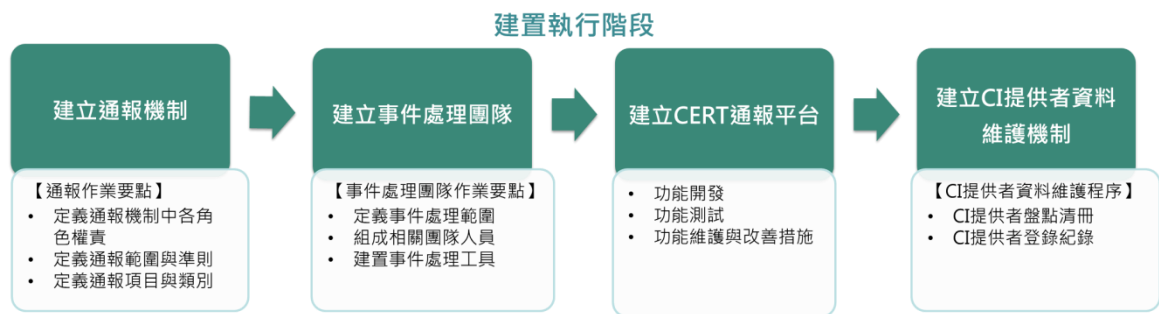 建置執行階段
建立通報機制
【通報作業要點】
• 定義通報機制中各角
色權責
• 定義通報範圍與準則
• 定義通報項目與類別
建立事件處理團隊
【事件處理團隊作業要點】
• 定義事件處理範圍
• 組成相關團隊人員
• 建置事件處理工具
建立CERT通報平台
• 功能開發
• 功能測試
• 功能維護與改善措施
建立CI提供者資料
維護機制
【CI提供者資料維護程序】
• CI提供者盤點清冊
• CI提供者登錄紀錄